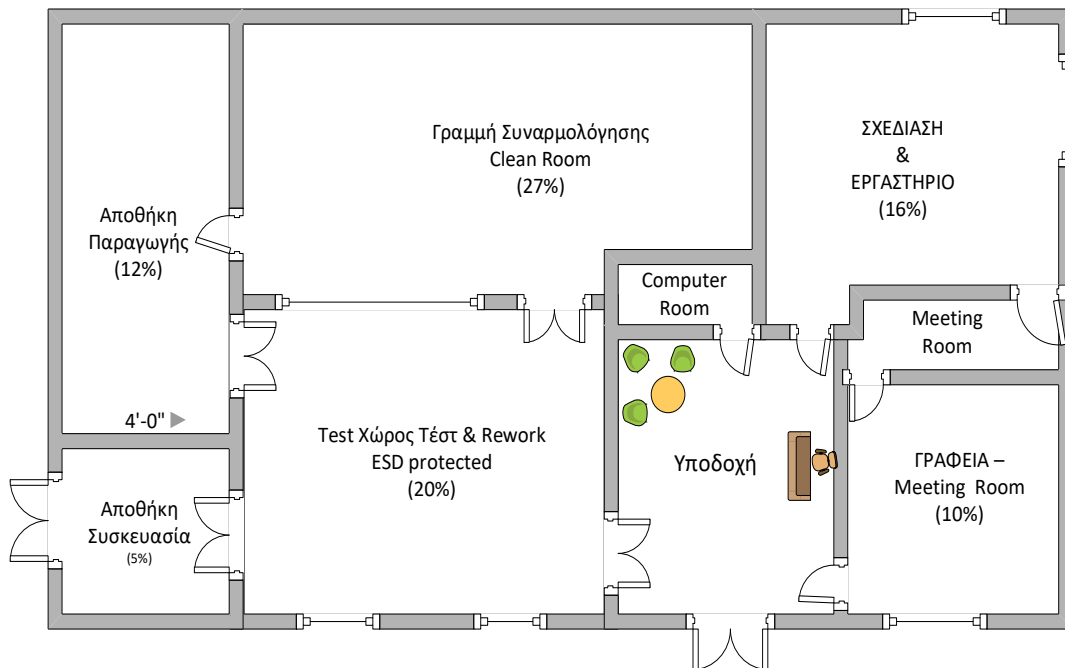 Γραμμή Συναρμολόγησης
Clean Room
(27%)
ΣΧΕΔΙΑΣΗ
&
ΕΡΓΑΣΤΗΡΙΟ
(16%)
Αποθήκη
Παραγωγής
(12%)
Computer
Room
Meeting
Room
4'-0"
Test Χώρος Τέστ & Rework
ESD protected
(20%)
Υποδοχή
ΓΡΑΦΕΙΑ –
Meeting Room
(10%)
Αποθήκη
Συσκευασία
(5%)